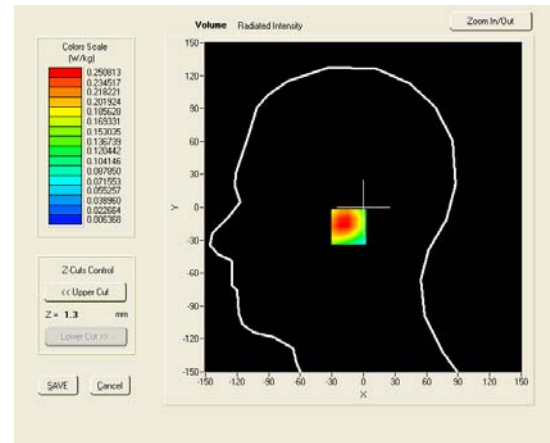 Volume Radiated Intensity
Zoom In/Out
Colors Scale
(W/kg)
0.250813
0.234517
0.218221
0.201924
0.185628
0.169331
0.153035
0.136739
0.120442
0.104146
0.087850
0.071553
0.055257
0.038960
0.022664
0.006368
Z-Cuts Control
<< Upper Cut
Z = 1.3 mm
Lower Cut >>
SAVE Cancel
150
120
90
60
30
0
-30
-60
-90
-120
-150
Y
-150 -120 -90 -60 -30 0 30 60 90 120 150
X